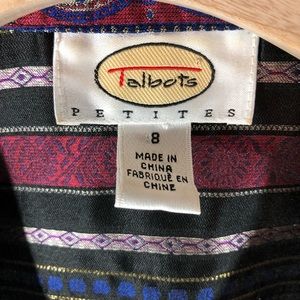 Talbots
PETITES
8
MADE IN
CHINA
FABRIQUÉ EN
CHINE